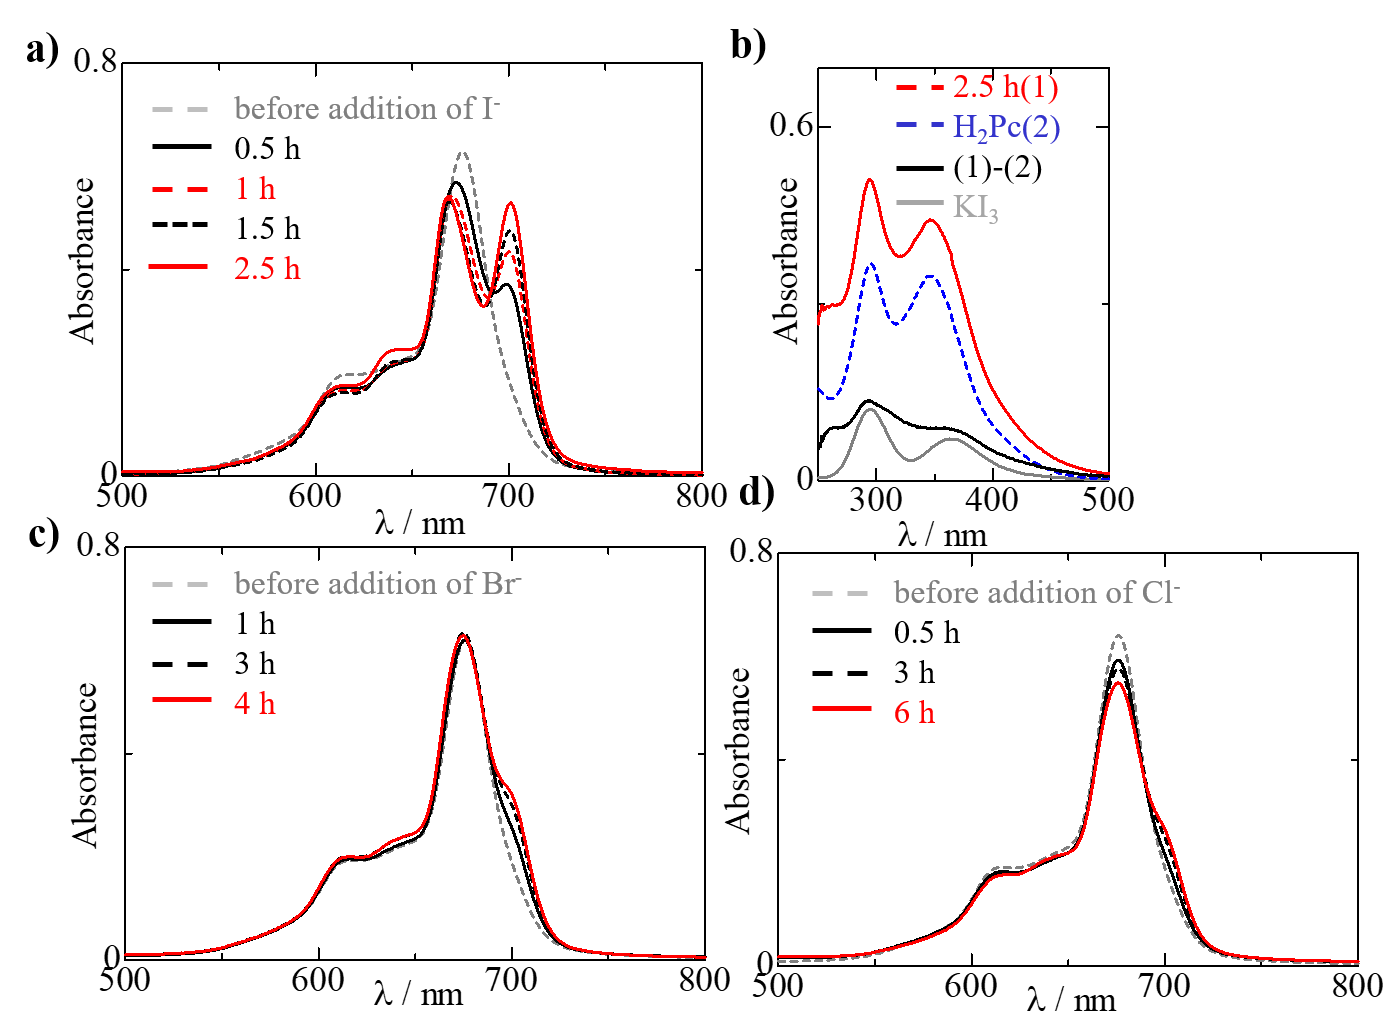 a)
0.8
before addition of I-
0.5 h
1 h
1.5 h
2.5 h
Absorbance
0
500 600 700 800
λ / nm
b)
2.5 h(1)
H2Pc(2)
(1)-(2)
KI3
0.6
Absorbance
0
300 400 500
λ / nm
c)
0.8
before addition of Br-
1 h
3 h
4 h
Absorbance
0
500 600 700 800
λ / nm
d)
0.8
before addition of Cl-
0.5 h
3 h
6 h
Absorbance
0
500 600 700 800
λ / nm